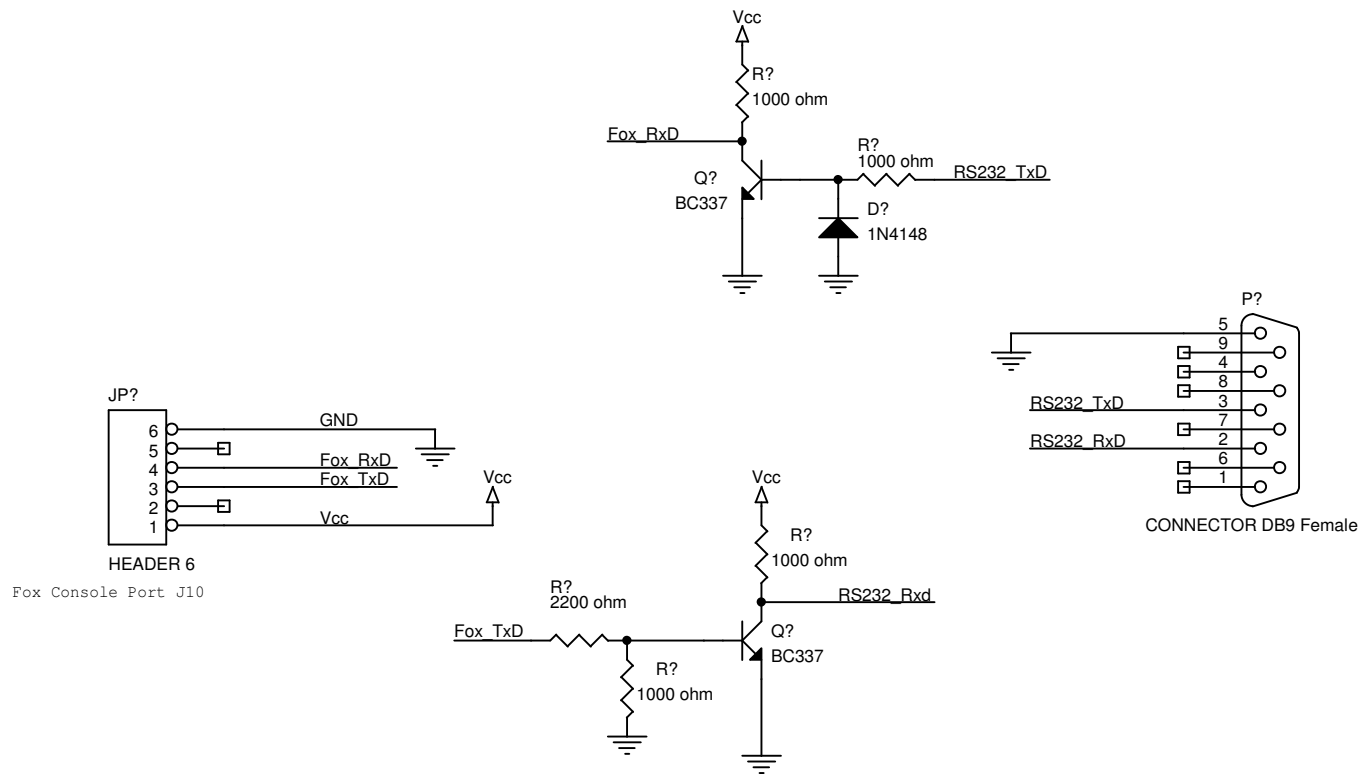 Vcc
R?
1000 ohm
Fox_RxD
R?
1000 ohm
RS232_TxD
Q?
BC337
D?
1N4148
P?
5
9
4
8
RS232_TxD
3
7
RS232_RxD
2
6
1
CONNECTOR DB9 Female
JP?
6
GND
5
4
Fox_RxD
3
Fox_TxD
2
1
Vcc
Vcc
HEADER 6
Fox Console Port J10
Vcc
R?
1000 ohm
RS232_Rxd
R?
2200 ohm
Fox_TxD
Q?
BC337
R?
1000 ohm